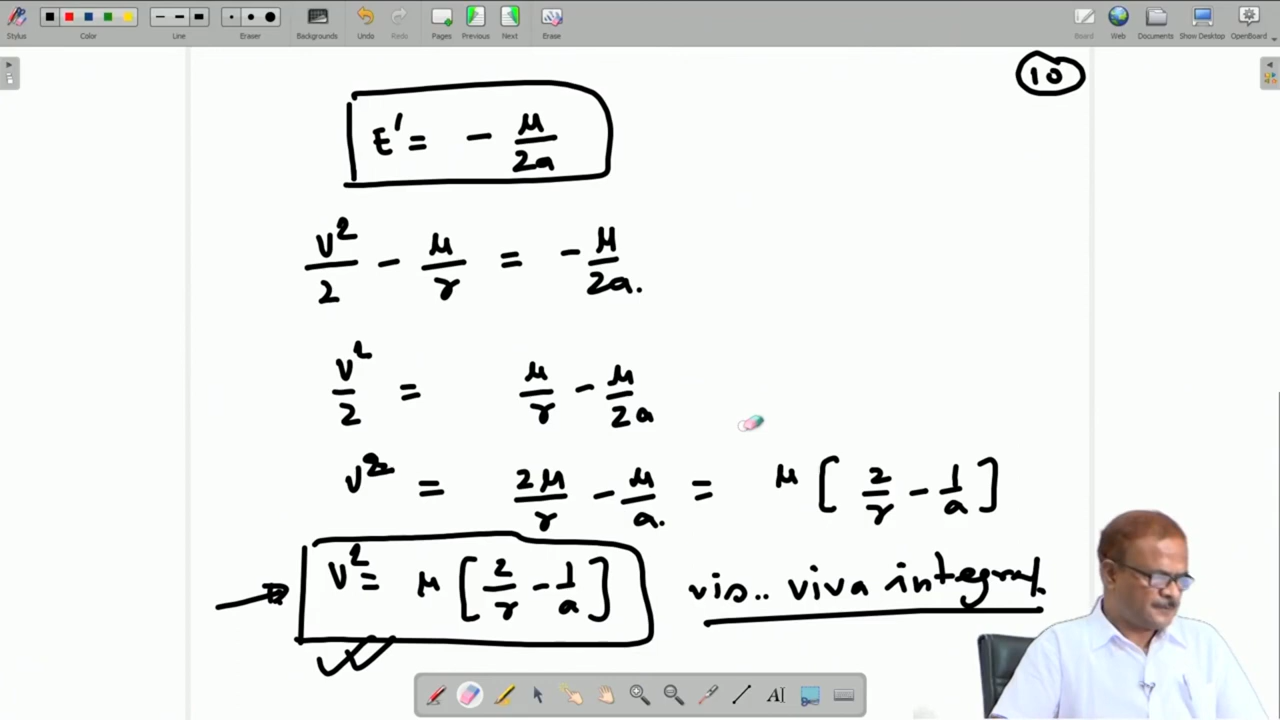 Stylus Color Line Eraser Backgrounds Undo Redo Pages Previous Next Erase Board Web Documents Show Desktop OpenBoard
10
E' = - μ/2a
v²/2 - μ/r = - μ/2a.
v²/2 = μ/r - μ/2a
v² = 2μ/r - μ/a. = μ [ 2/r - 1/a ]
v² = μ [ 2/r - 1/a ] vis.. viva integral.
AI